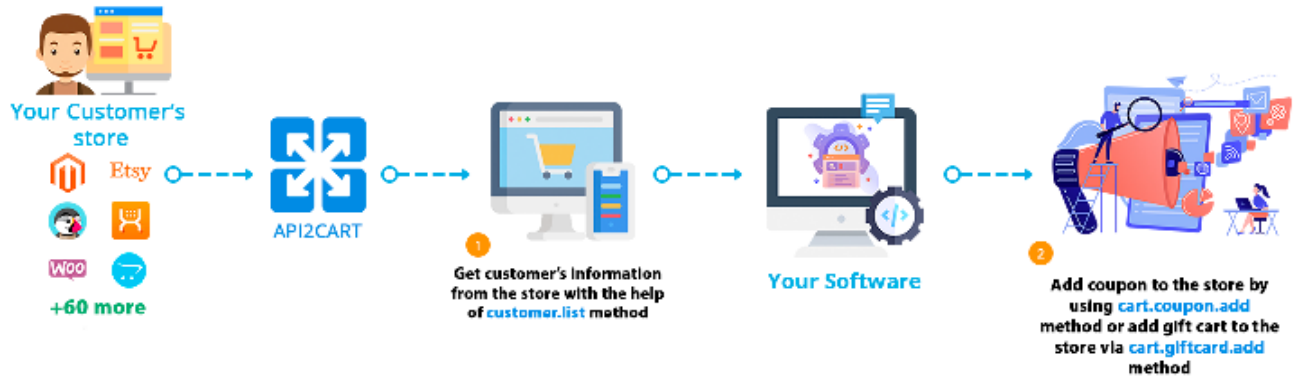 Your Customer's
store
Etsy
WOO
+60 more
API2CART
1
Get customer's information
from the store with the help
of customer.list method
Your Software
2
Add coupon to the store by
using cart.coupon.add
method or add gift cart to the
store via cart.giftcard.add
method